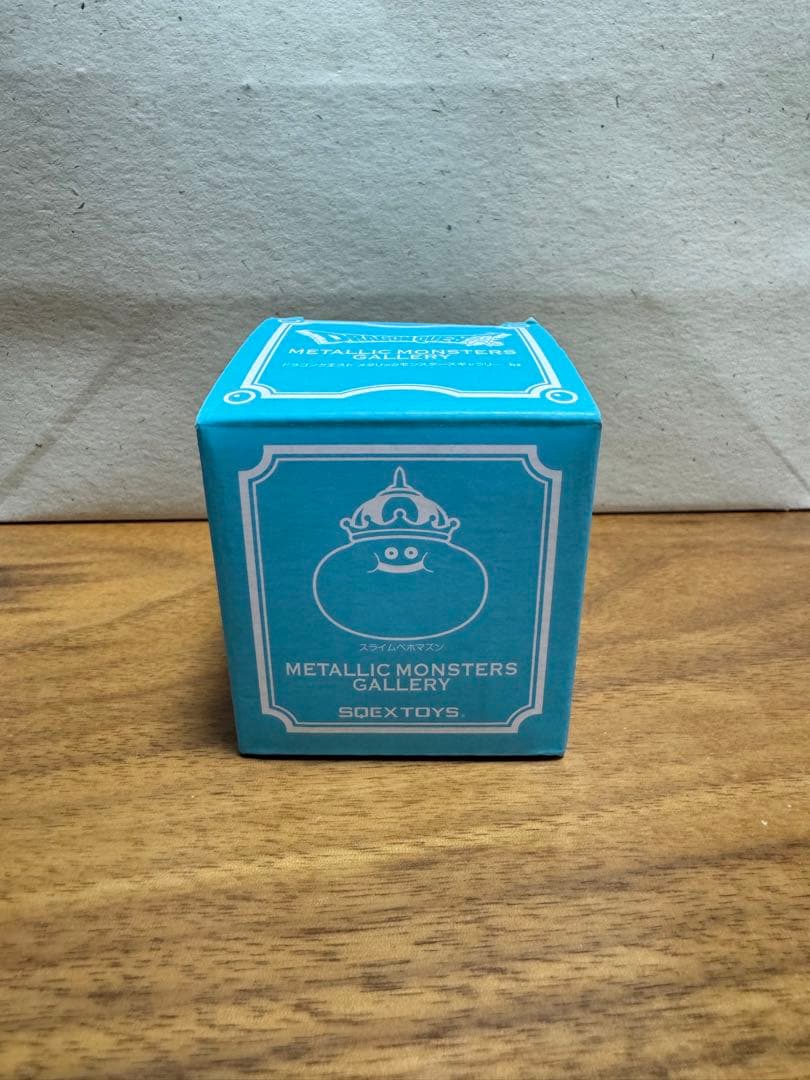 DRAGON QUEST
METALLIC MONSTERS
GALLERY
ドラゴンクエスト メタリックモンスターズギャラリー
スライムベホマズン
METALLIC MONSTERS
GALLERY
SQEX TOYS